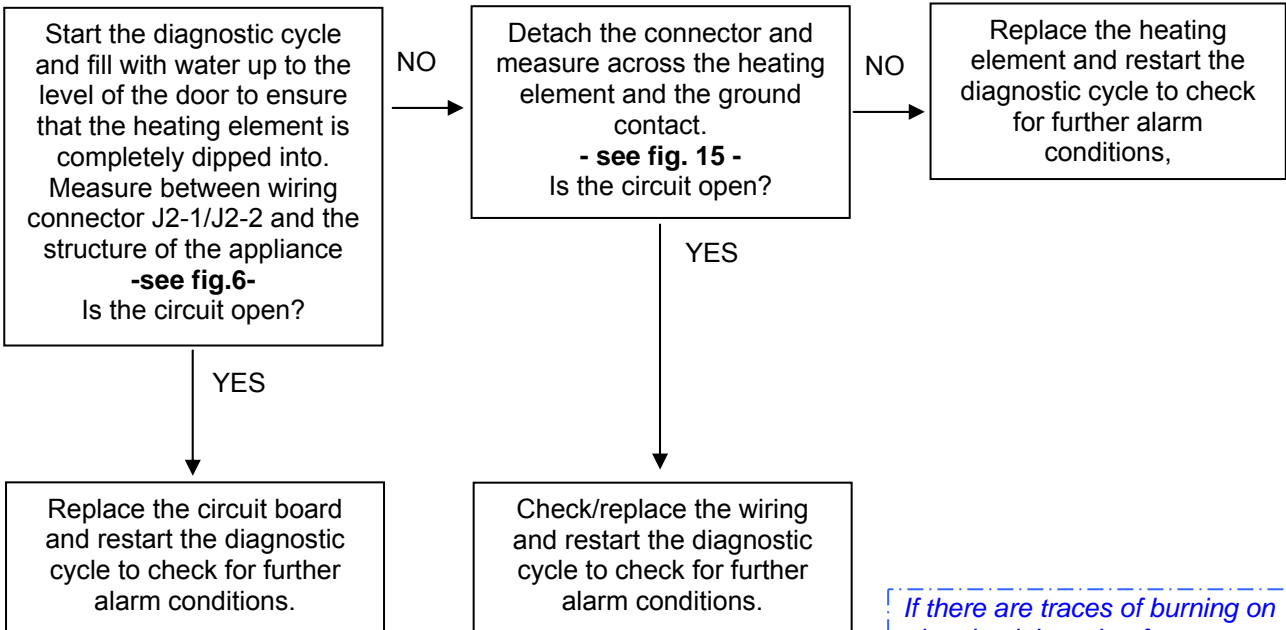 Start the diagnostic cycle
and fill with water up to the
level of the door to ensure
that the heating element is
completely dipped into.
Measure between wiring
connector J2-1/J2-2 and the
structure of the appliance
-see fig.6-
Is the circuit open?
NO
Detach the connector and
measure across the heating
element and the ground
contact.
- see fig. 15 -
Is the circuit open?
NO
Replace the heating
element and restart the
diagnostic cycle to check
for further alarm
conditions,
YES
YES
Replace the circuit board
and restart the diagnostic
cycle to check for further
alarm conditions.
Check/replace the wiring
and restart the diagnostic
cycle to check for further
alarm conditions.
If there are traces of burning on